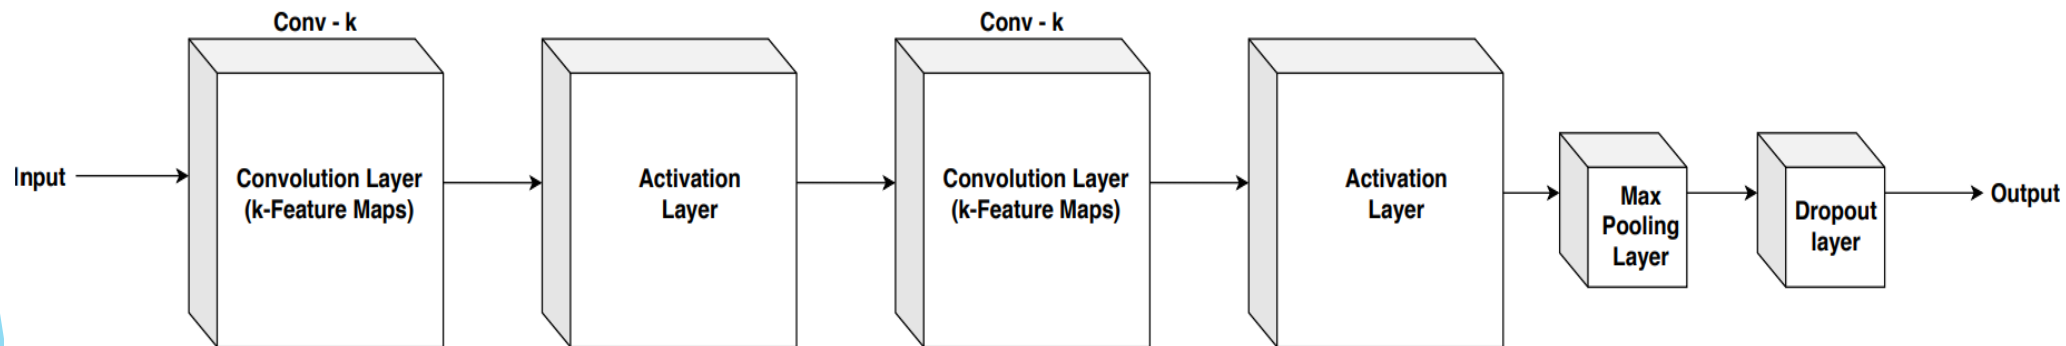 Conv - k
Conv - k
Input
Convolution Layer
(k-Feature Maps)
Activation
Layer
Convolution Layer
(k-Feature Maps)
Activation
Layer
Max
Pooling
Layer
Dropout
layer
Output